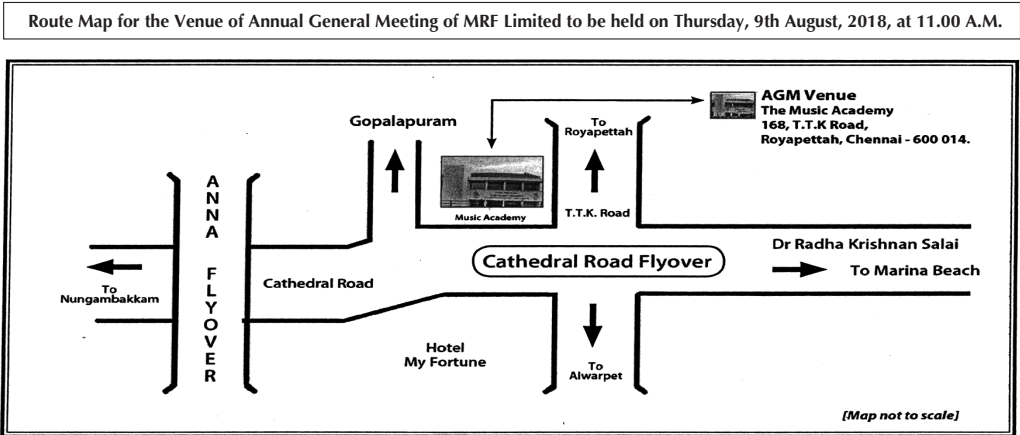 Route Map for the Venue of Annual General Meeting of MRF Limited to be held on Thursday, 9th August, 2018, at 11.00 A.M.
AGM Venue
The Music Academy
168, T.T.K Road,
Royapettah, Chennai - 600 014.
Gopalapuram
To
Royapettah
Music Academy
T.T.K. Road
ANNA FLYOVER
To
Nungambakkam
Cathedral Road
Cathedral Road Flyover
Dr Radha Krishnan Salai
To Marina Beach
Hotel
My Fortune
To
Alwarpet
[Map not to scale]